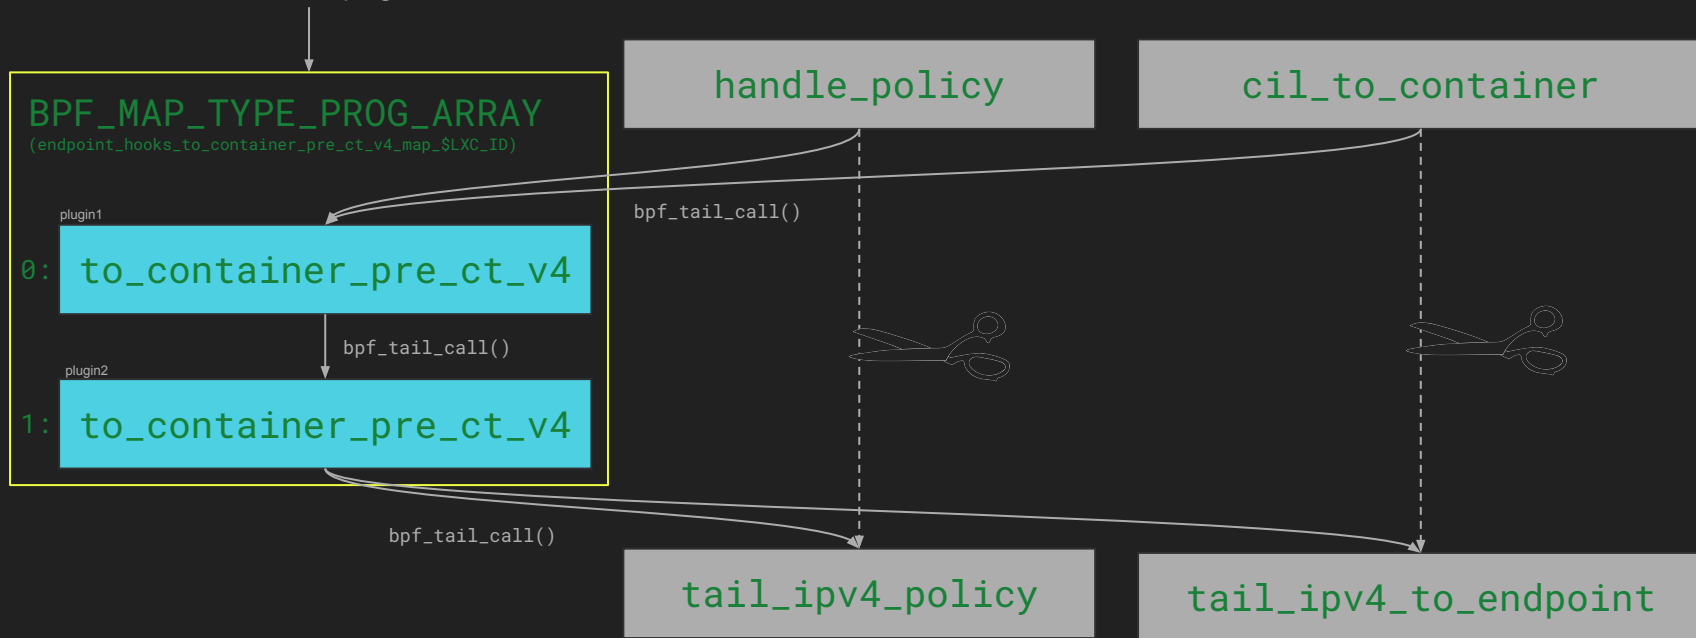 handle_policy
cil_to_container
BPF_MAP_TYPE_PROG_ARRAY
(endpoint_hooks_to_container_pre_ct_v4_map_$LXC_ID)
bpf_tail_call()
plugin1
0:
to_container_pre_ct_v4
bpf_tail_call()
plugin2
1:
to_container_pre_ct_v4
bpf_tail_call()
tail_ipv4_policy
tail_ipv4_to_endpoint